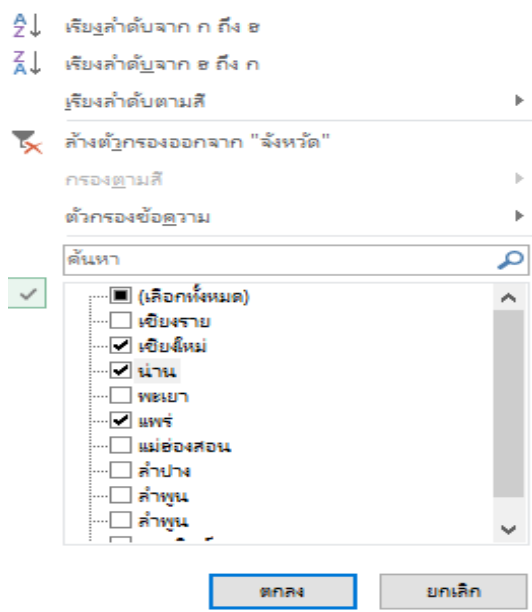 เรียงลำดับจาก ก ถึง ฮ
เรียงลำดับจาก ฮ ถึง ก
เรียงลำดับตามสี
ล้างตัวกรองออกจาก "จังหวัด"
กรองตามสี
ตัวกรองข้อความ
ค้นหา
(เลือกทั้งหมด)
เชียงราย
เชียงใหม่
น่าน
พะเยา
แพร่
แม่ฮ่องสอน
ลำปาง
ลำพูน
ลำพูน
ตกลง
ยกเลิก